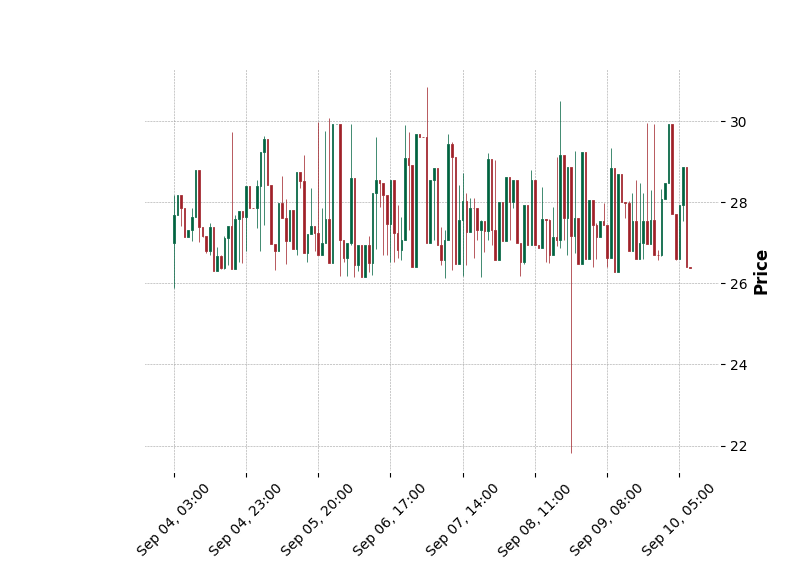 30
28
26
24
22
Price
Sep 04, 03:00
Sep 04, 23:00
Sep 05, 20:00
Sep 06, 17:00
Sep 07, 14:00
Sep 08, 11:00
Sep 09, 08:00
Sep 10, 05:00